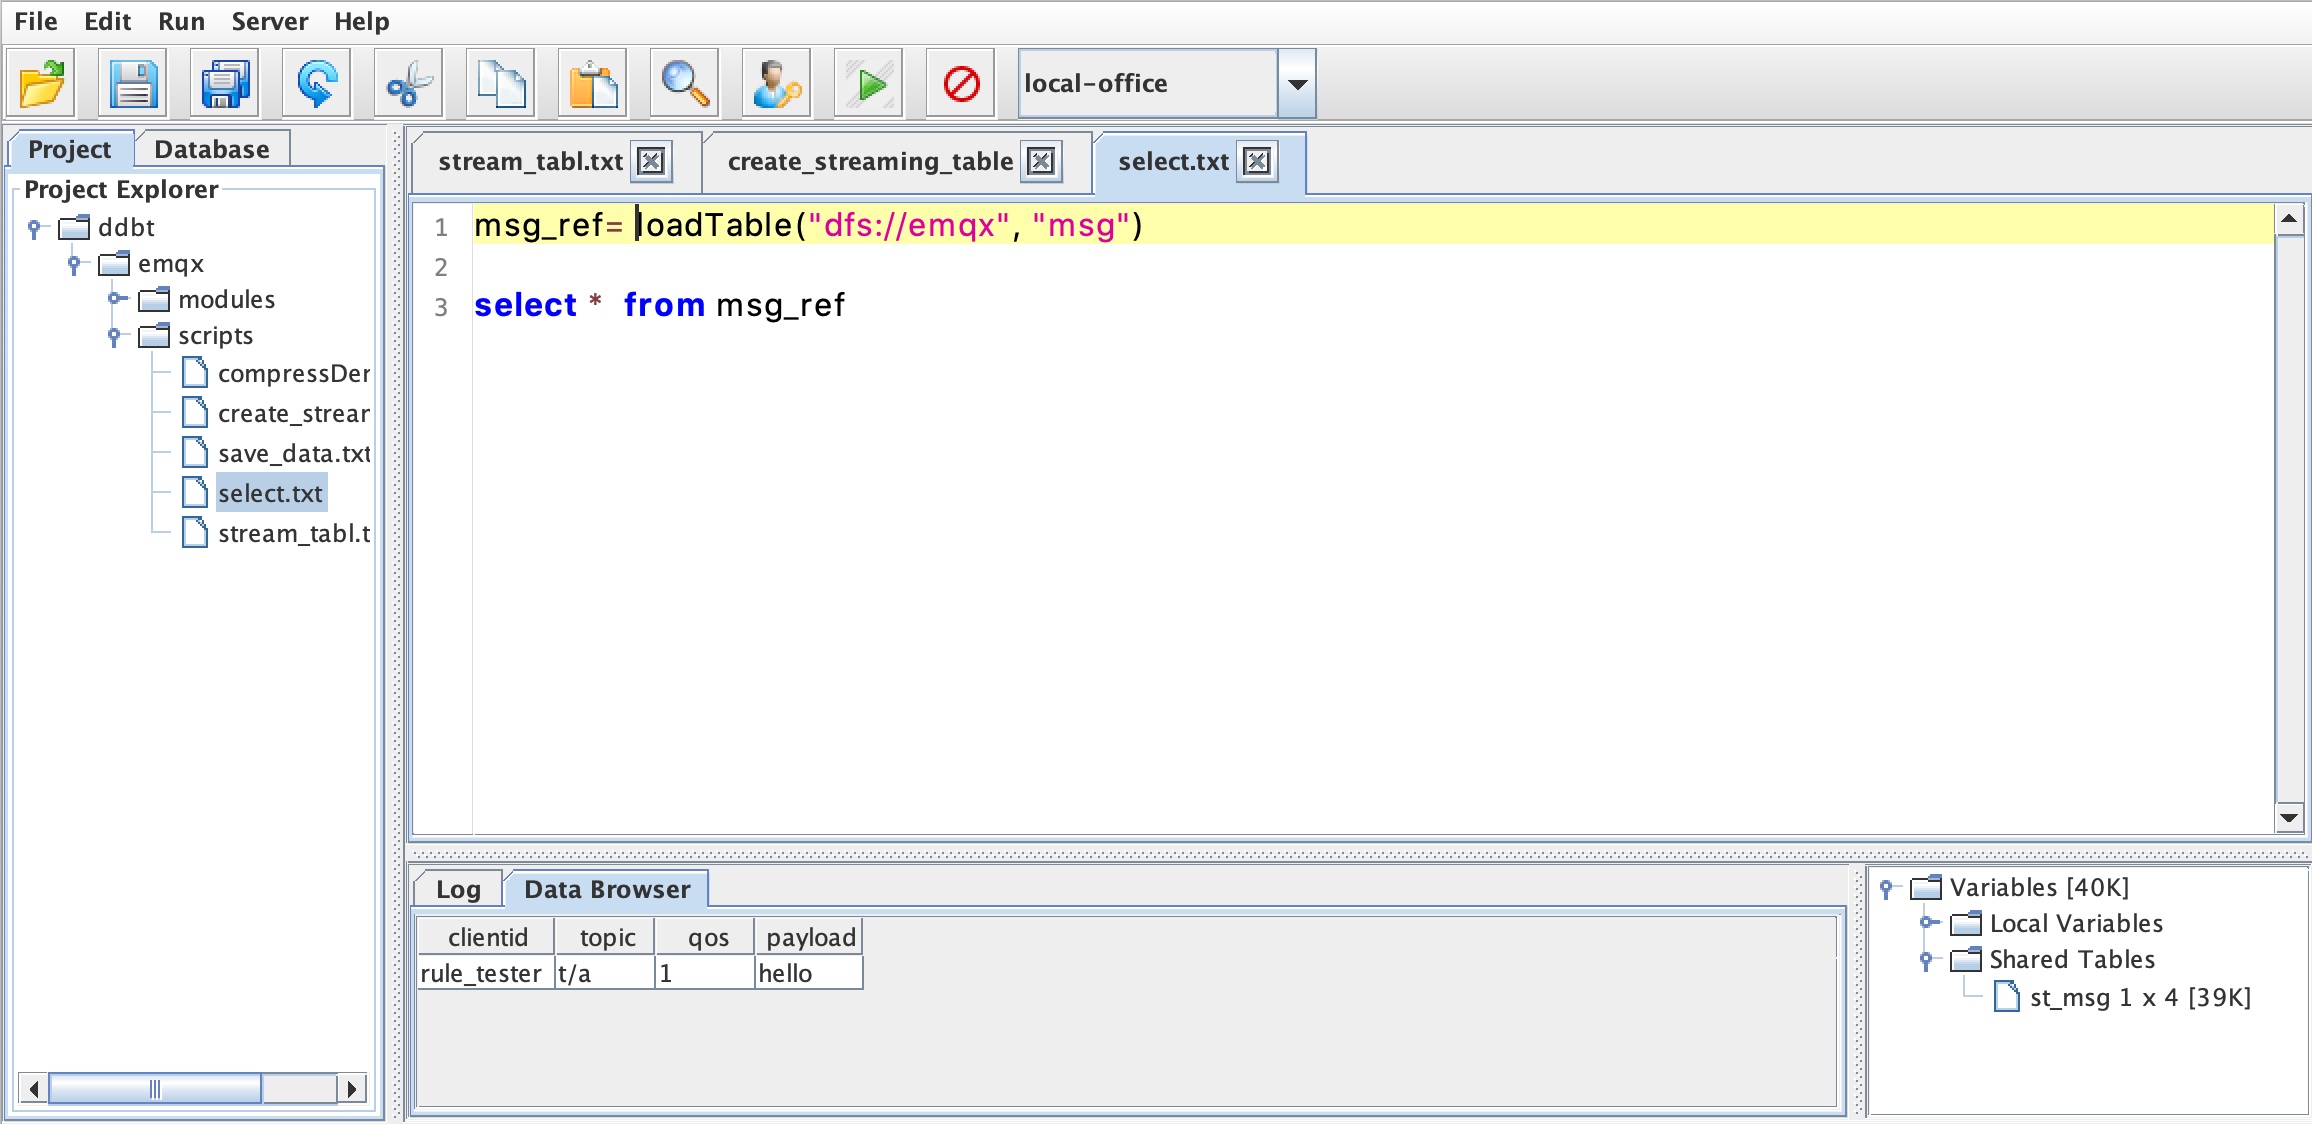 File Edit Run Server Help
local-office
Project Database
Project Explorer
ddbt
emqx
modules
scripts
compressDer
create_strear
save_data.txt
select.txt
stream_tabl.t
stream_tabl.txt create_streaming_table select.txt
1 msg_ref= loadTable("dfs://emqx", "msg")
2
3 select * from msg_ref
Log Data Browser
clientid topic qos payload
rule_tester t/a 1 hello
Variables [40K]
Local Variables
Shared Tables
st_msg 1 x 4 [39K]